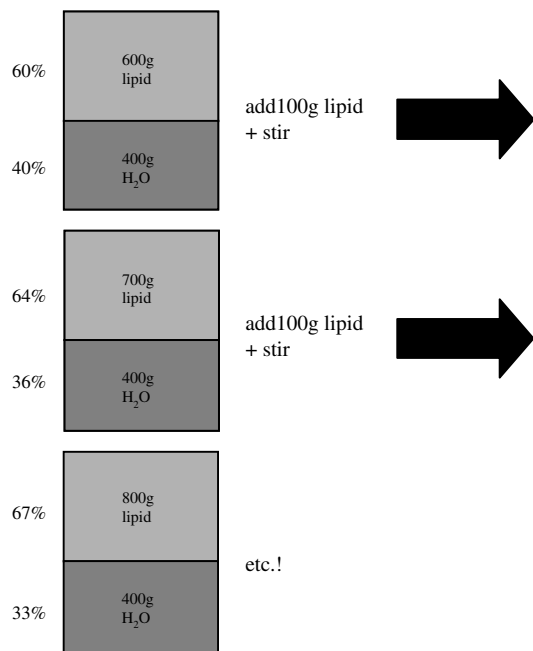 60%
600g
lipid
add100g lipid
+ stir
40%
400g
H₂O
64%
700g
lipid
add100g lipid
+ stir
36%
400g
H₂O
67%
800g
lipid
etc.!
33%
400g
H₂O